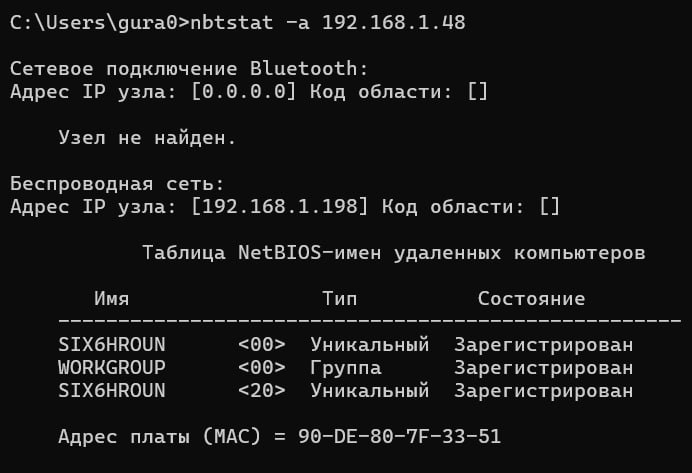 C:\Users\gura0>nbtstat -a 192.168.1.48
Сетевое подключение Bluetooth:
Адрес IP узла: [0.0.0.0] Код области: []
Узел не найден.
Беспроводная сеть:
Адрес IP узла: [192.168.1.198] Код области: []
Таблица NetBIOS-имен удаленных компьютеров
Имя Тип Состояние
----------------------------------------------------
SIX6HROUN <00> Уникальный Зарегистрирован
WORKGROUP <00> Группа Зарегистрирован
SIX6HROUN <20> Уникальный Зарегистрирован
Адрес платы (MAC) = 90-DE-80-7F-33-51